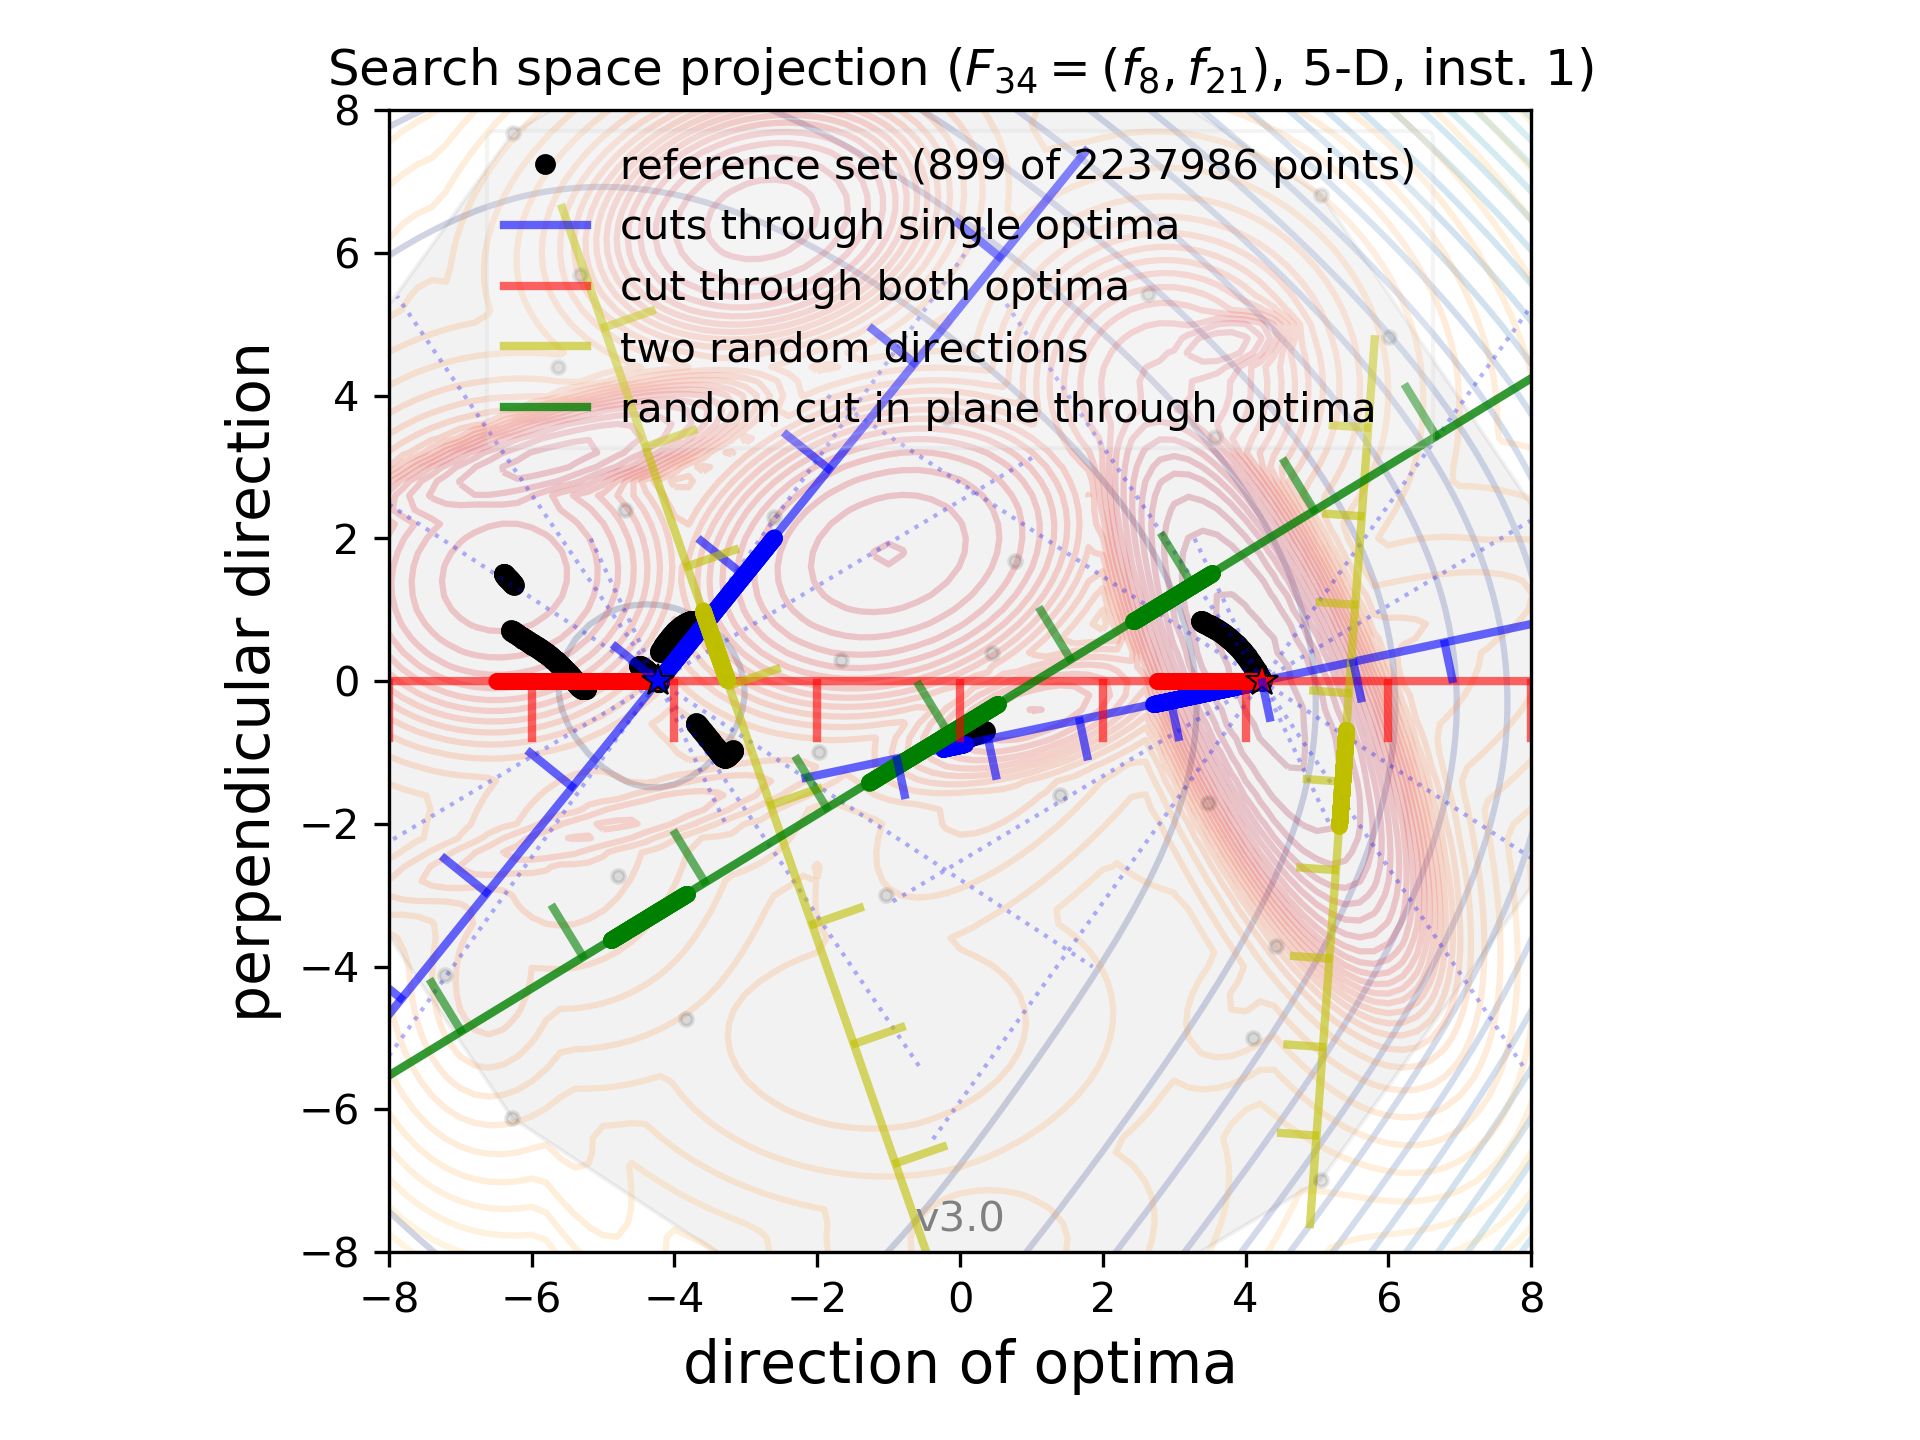 Search space projection (F₃₄ = (f₈, f₂₁), 5-D, inst. 1)
reference set (899 of 2237986 points)
cuts through single optima
cut through both optima
two random directions
random cut in plane through optima
8
6
4
2
0
−2
−4
−6
−8
perpendicular direction
v3.0
−8 −6 −4 −2 0 2 4 6 8
direction of optima